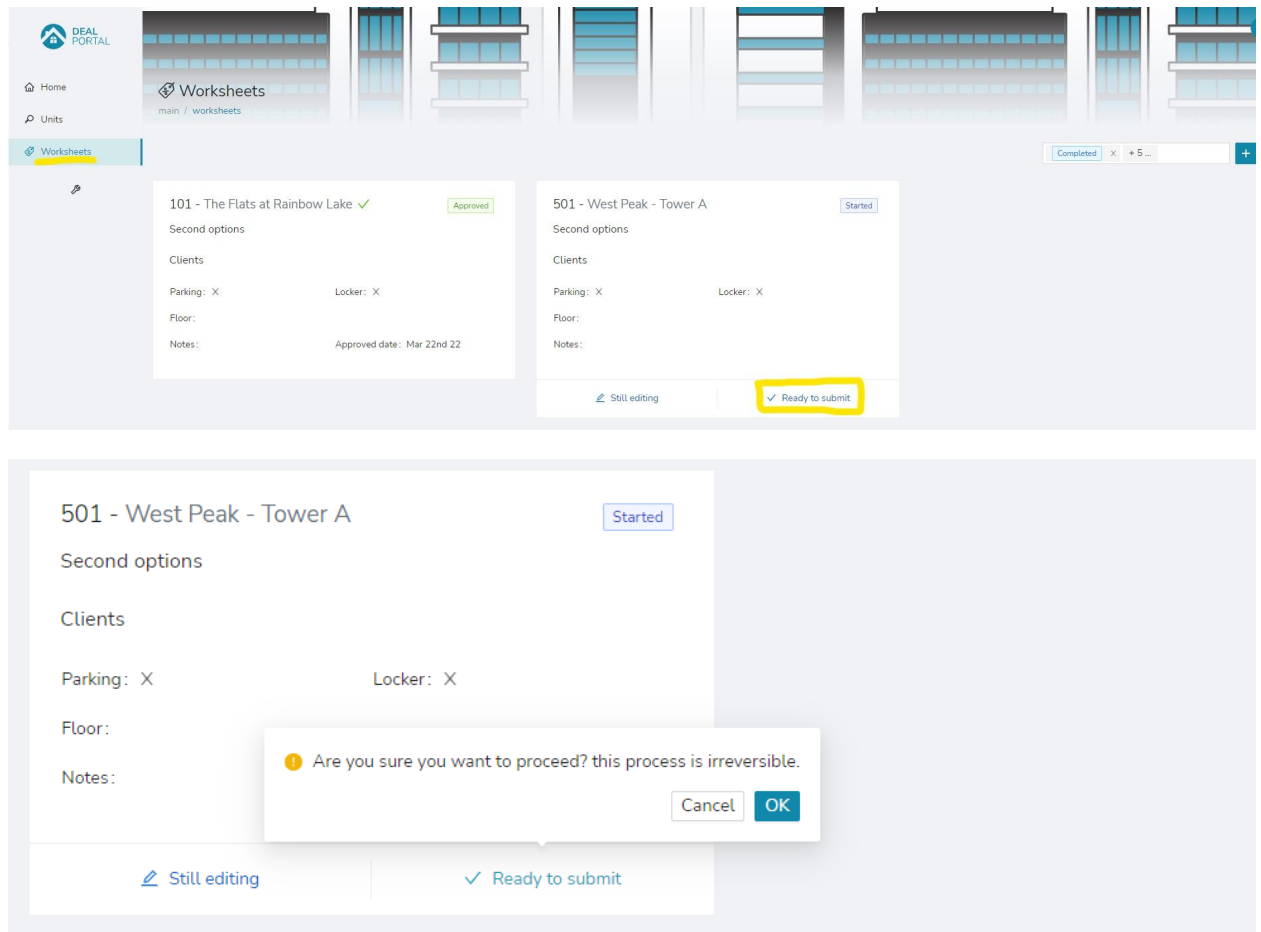 DEAL
PORTAL
Home
Units
Worksheets
Worksheets
main / worksheets
Completed X + 5 ...
+
101 - The Flats at Rainbow Lake ✓ Approved
Second options
Clients
Parking: X Locker: X
Floor:
Notes: Approved date: Mar 22nd 22
501 - West Peak - Tower A Started
Second options
Clients
Parking: X Locker: X
Floor:
Notes:
Still editing ✓ Ready to submit
501 - West Peak - Tower A Started
Second options
Clients
Parking: X Locker: X
Floor:
Notes:
Are you sure you want to proceed? this process is irreversible.
Cancel OK
Still editing ✓ Ready to submit